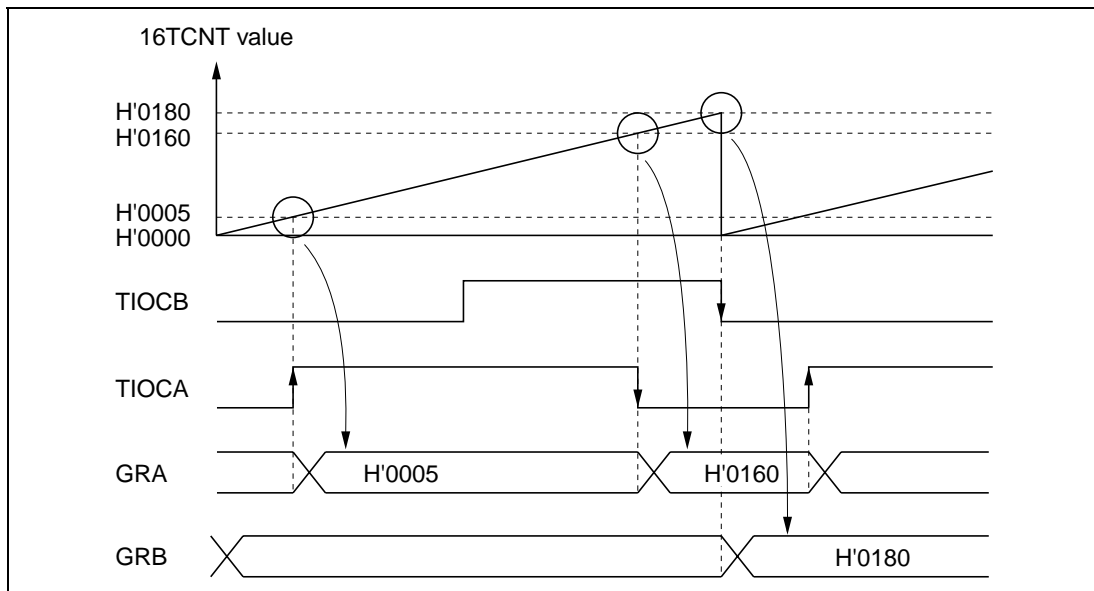 16TCNT value
H'0180
H'0160
H'0005
H'0000
TIOCB
TIOCA
GRA H'0005 H'0160
GRB H'0180